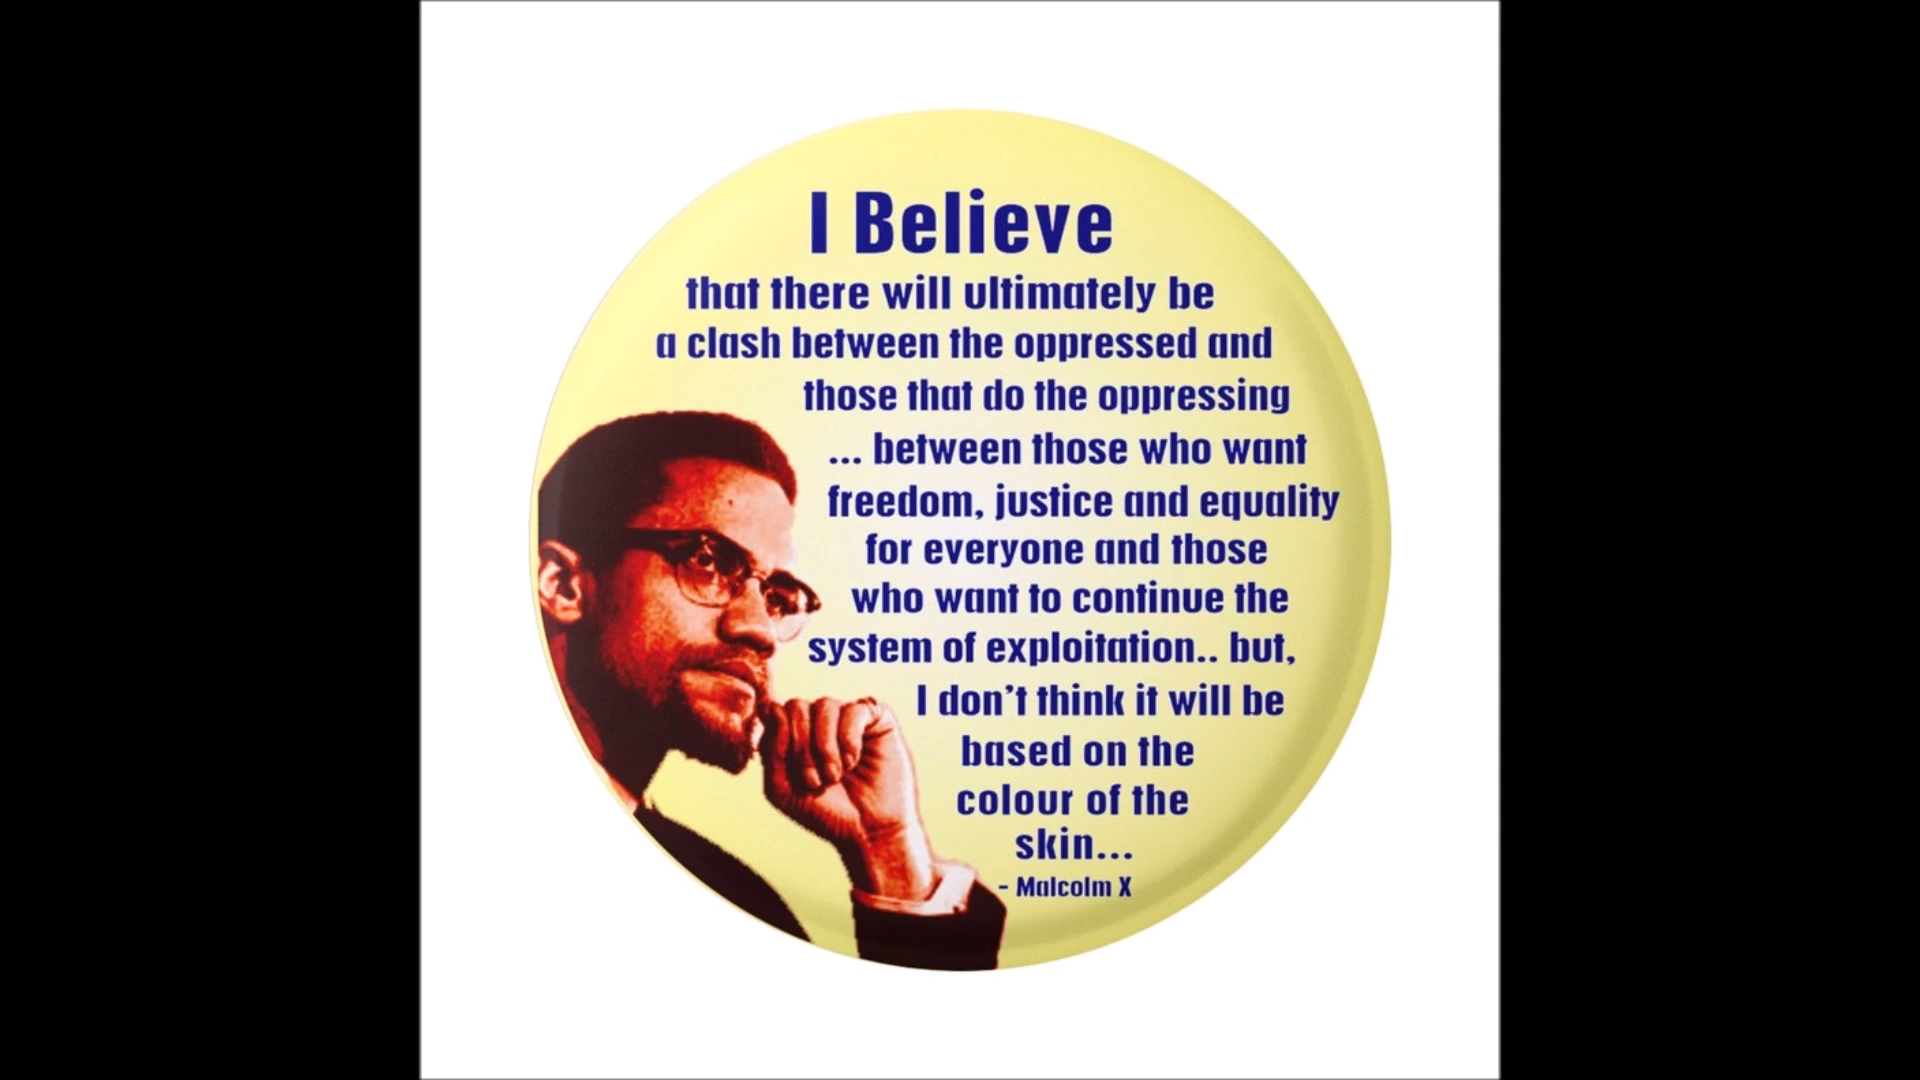 I Believe
that there will ultimately be
a clash between the oppressed and
those that do the oppressing
... between those who want
freedom, justice and equality
for everyone and those
who want to continue the
system of exploitation.. but,
I don't think it will be
based on the
colour of the
skin...
- Malcolm X